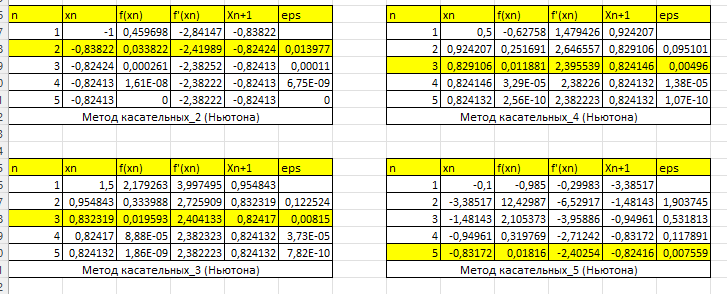 n xn f(xn) f'(xn) Xn+1 eps
1 -1 0,459698 -2,84147 -0,83822
2 -0,83822 0,033822 -2,41989 -0,82424 0,013977
3 -0,82424 0,000261 -2,38252 -0,82413 0,00011
4 -0,82413 1,61E-08 -2,38222 -0,82413 6,75E-09
5 -0,82413 0 -2,38222 -0,82413 0
Метод касательных_2 (Ньютона)
n xn f(xn) f'(xn) Xn+1 eps
1 0,5 -0,62758 1,479426 0,924207
2 0,924207 0,251691 2,646557 0,829106 0,095101
3 0,829106 0,011881 2,395539 0,824146 0,00496
4 0,824146 3,29E-05 2,38226 0,824132 1,38E-05
5 0,824132 2,56E-10 2,382223 0,824132 1,07E-10
Метод касательных_4 (Ньютона)
n xn f(xn) f'(xn) Xn+1 eps
1 1,5 2,179263 3,997495 0,954843
2 0,954843 0,333988 2,725909 0,832319 0,122524
3 0,832319 0,019593 2,404133 0,82417 0,00815
4 0,82417 8,88E-05 2,382323 0,824132 3,73E-05
5 0,824132 1,86E-09 2,382223 0,824132 7,82E-10
Метод касательных_3 (Ньютона)
n xn f(xn) f'(xn) Xn+1 eps
1 -0,1 -0,985 -0,29983 -3,38517
2 -3,38517 12,42987 -6,52917 -1,48143 1,903745
3 -1,48143 2,105373 -3,95886 -0,94961 0,531813
4 -0,94961 0,319769 -2,71242 -0,83172 0,117891
5 -0,83172 0,01816 -2,40254 -0,82416 0,007559
Метод касательных_5 (Ньютона)